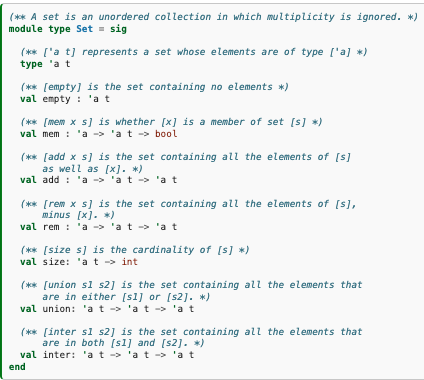 (** A set is an unordered collection in which multiplicity is ignored. *)
module type Set = sig
(** ['a t] represents a set whose elements are of type ['a] *)
type 'a t
(** [empty] is the set containing no elements *)
val empty : 'a t
(** [mem x s] is whether [x] is a member of set [s] *)
val mem : 'a -> 'a t -> bool
(** [add x s] is the set containing all the elements of [s]
as well as [x]. *)
val add : 'a -> 'a t -> 'a t
(** [rem x s] is the set containing all the elements of [s],
minus [x]. *)
val rem : 'a -> 'a t -> 'a t
(** [size s] is the cardinality of [s] *)
val size: 'a t -> int
(** [union s1 s2] is the set containing all the elements that
are in either [s1] or [s2]. *)
val union: 'a t -> 'a t -> 'a t
(** [inter s1 s2] is the set containing all the elements that
are in both [s1] and [s2]. *)
val inter: 'a t -> 'a t -> 'a t
end